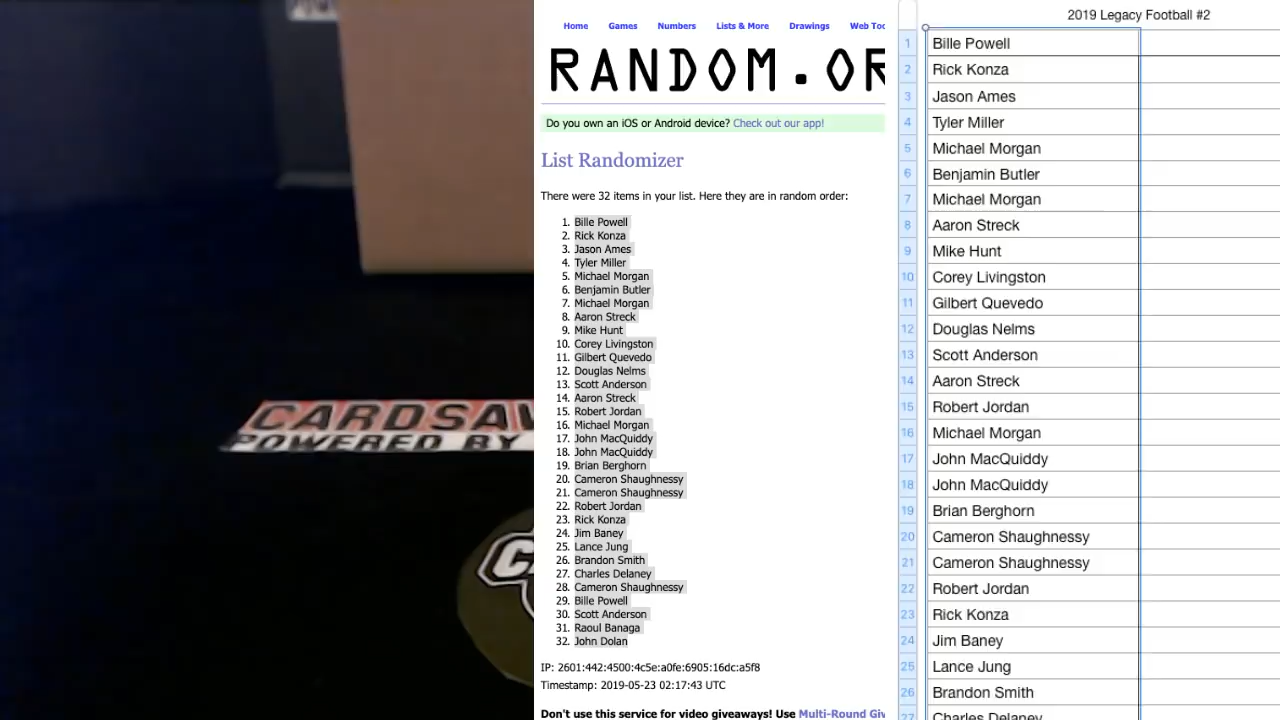 CARDSAV
POWERED BY
Home Games Numbers Lists & More Drawings Web Too
RANDOM.OR
Do you own an iOS or Android device? Check out our app!
List Randomizer
There were 32 items in your list. Here they are in random order:
1. Bille Powell
2. Rick Konza
3. Jason Ames
4. Tyler Miller
5. Michael Morgan
6. Benjamin Butler
7. Michael Morgan
8. Aaron Streck
9. Mike Hunt
10. Corey Livingston
11. Gilbert Quevedo
12. Douglas Nelms
13. Scott Anderson
14. Aaron Streck
15. Robert Jordan
16. Michael Morgan
17. John MacQuiddy
18. John MacQuiddy
19. Brian Berghorn
20. Cameron Shaughnessy
21. Cameron Shaughnessy
22. Robert Jordan
23. Rick Konza
24. Jim Baney
25. Lance Jung
26. Brandon Smith
27. Charles Delaney
28. Cameron Shaughnessy
29. Bille Powell
30. Scott Anderson
31. Raoul Banaga
32. John Dolan
IP: 2601:442:4500:4c5e:a0fe:6905:16dc:a5f8
Timestamp: 2019-05-23 02:17:43 UTC
Don't use this service for video giveaways! Use Multi-Round Giv
2019 Legacy Football #2
1 Bille Powell
2 Rick Konza
3 Jason Ames
4 Tyler Miller
5 Michael Morgan
6 Benjamin Butler
7 Michael Morgan
8 Aaron Streck
9 Mike Hunt
10 Corey Livingston
11 Gilbert Quevedo
12 Douglas Nelms
13 Scott Anderson
14 Aaron Streck
15 Robert Jordan
16 Michael Morgan
17 John MacQuiddy
18 John MacQuiddy
19 Brian Berghorn
20 Cameron Shaughnessy
21 Cameron Shaughnessy
22 Robert Jordan
23 Rick Konza
24 Jim Baney
25 Lance Jung
26 Brandon Smith
27 Charles Delaney